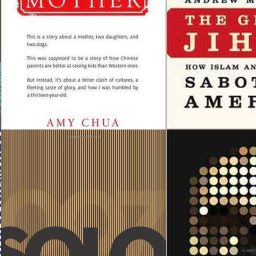 MOTHER
This is a story about a mother, two daughters, and
two dogs.
This was supposed to be a story of how Chinese
parents are better at raising kids than Western ones.
But instead, it's about a bitter clash of cultures, a
fleeting taste of glory, and how I was humbled by
a thirteen-year-old.
AMY CHUA
ANDREW M
THE G
JIH
HOW ISLAM AN
SABOT
AMER
solo